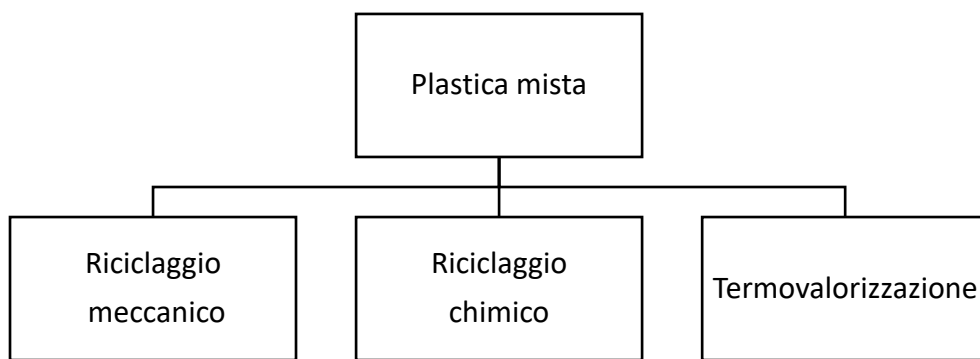 Plastica mista
Riciclaggio
meccanico
Riciclaggio
chimico
Termovalorizzazione